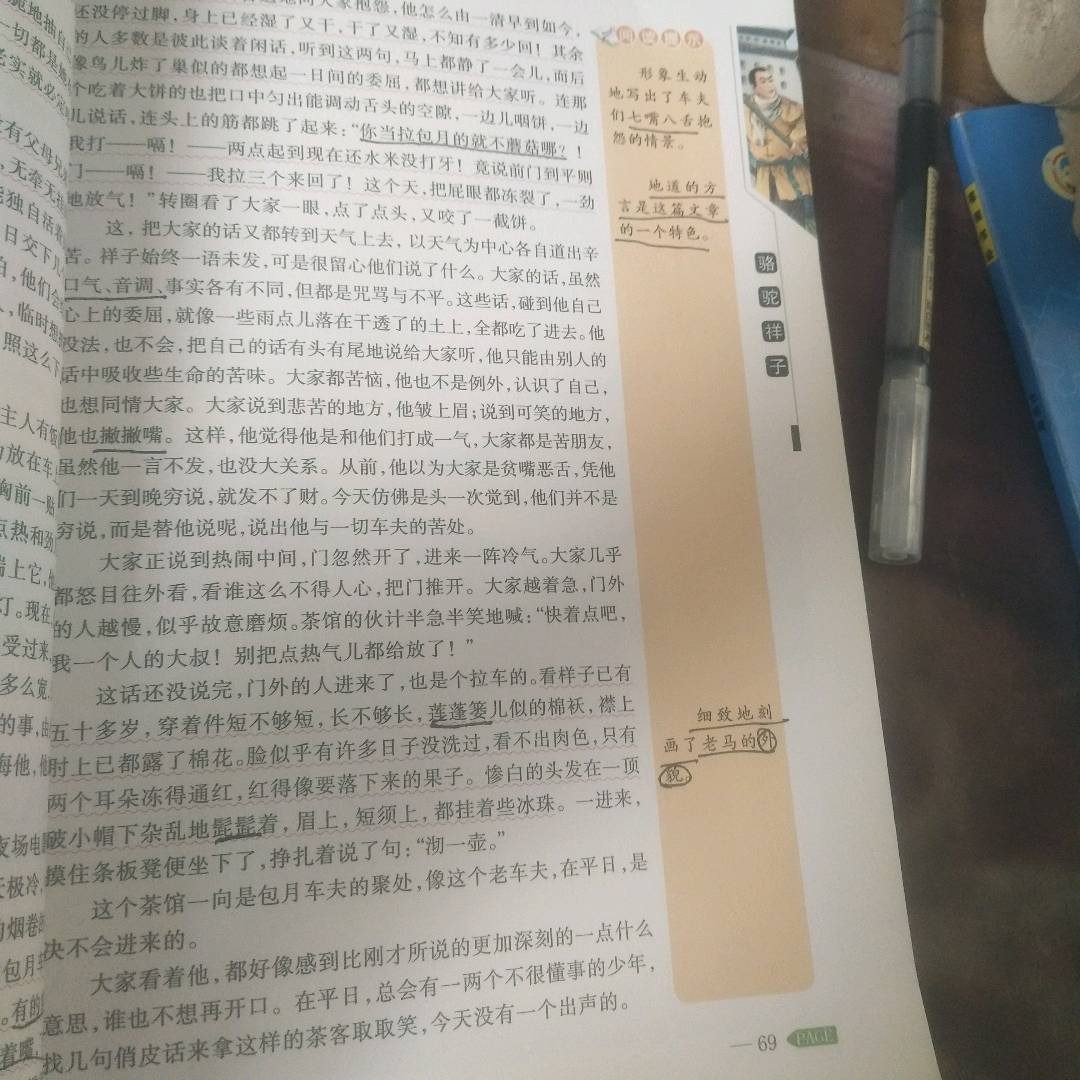 大家抱怨,他怎么由一清早到如今,
还没停过脚,身上已经湿了又干,干了又湿,不知有多少回!其余
的人多数是彼此谈着闲话,听到这两句,马上都静了一会儿,而后
像鸟儿炸了巢似的都想起一日间的委屈,都想讲给大家听。连那
个吃着大饼的也把口中匀出能调动舌头的空隙,一边儿咽饼,一边
儿说话,连头上的筋都跳了起来:“你当拉包月的就不蘑菇哪?!
我打——嗝!——两点起到现在还水米没打牙!竟说前门到平则
门——嗝!——我拉三个来回了!这个天,把屁眼都冻裂了,一劲
地放气!”转圈看了大家一眼,点了点头,又咬了一截饼。
这,把大家的话又都转到天气上去,以天气为中心各自道出辛
苦。祥子始终一语未发,可是很留心他们说了什么。大家的话,虽然
口气、音调、事实各有不同,但都是咒骂与不平。这些话,碰到他自己
心上的委屈,就像一些雨点儿落在干透了的土上,全都吃了进去。他
没法,也不会,把自己的话有头有尾地说给大家听,他只能由别人的
话中吸收些生命的苦味。大家都苦恼,他也不是例外,认识了自己,
也想同情大家。大家说到悲苦的地方,他皱上眉;说到可笑的地方,
他也撇撇嘴。这样,他觉得他是和他们打成一气,大家都是苦朋友,
虽然他一言不发,也没大关系。从前,他以为大家是贫嘴恶舌,凭他
们一天到晚穷说,就发不了财。今天仿佛是头一次觉到,他们并不是
穷说,而是替他说呢,说出他与一切车夫的苦处。
大家正说到热闹中间,门忽然开了,进来一阵冷气。大家几乎
都怒目往外看,看谁这么不得人心,把门推开。大家越着急,门外
的人越慢,似乎故意磨烦。茶馆的伙计半急半笑地喊:“快着点吧,
我一个人的大叔!别把点热气儿都给放了!”
这话还没说完,门外的人进来了,也是个拉车的。看样子已有
五十多岁,穿着件短不够短,长不够长,莲蓬篓儿似的棉袄,襟上
肘上已都露了棉花。脸似乎有许多日子没洗过,看不出肉色,只有
两个耳朵冻得通红,红得像要落下来的果子。惨白的头发在一顶
破小帽下杂乱地髭髭着,眉上,短须上,都挂着些冰珠。一进来,
摸住条板凳便坐下了,挣扎着说了句:“沏一壶。”
这个茶馆一向是包月车夫的聚处,像这个老车夫,在平日,是
决不会进来的。
大家看着他,都好像感到比刚才所说的更加深刻的一点什么
意思,谁也不想再开口。在平日,总会有一两个不很懂事的少年,
找几句俏皮话来拿这样的茶客取取笑,今天没有一个出声的。
阅读提示
形象生动
地写出了车夫
们七嘴八舌抱
怨的情景。
地道的方
言是这篇文章
的一个特色。
细致地刻
画了老马的外
貌。
骆
驼
祥
子
— 69 PAGE